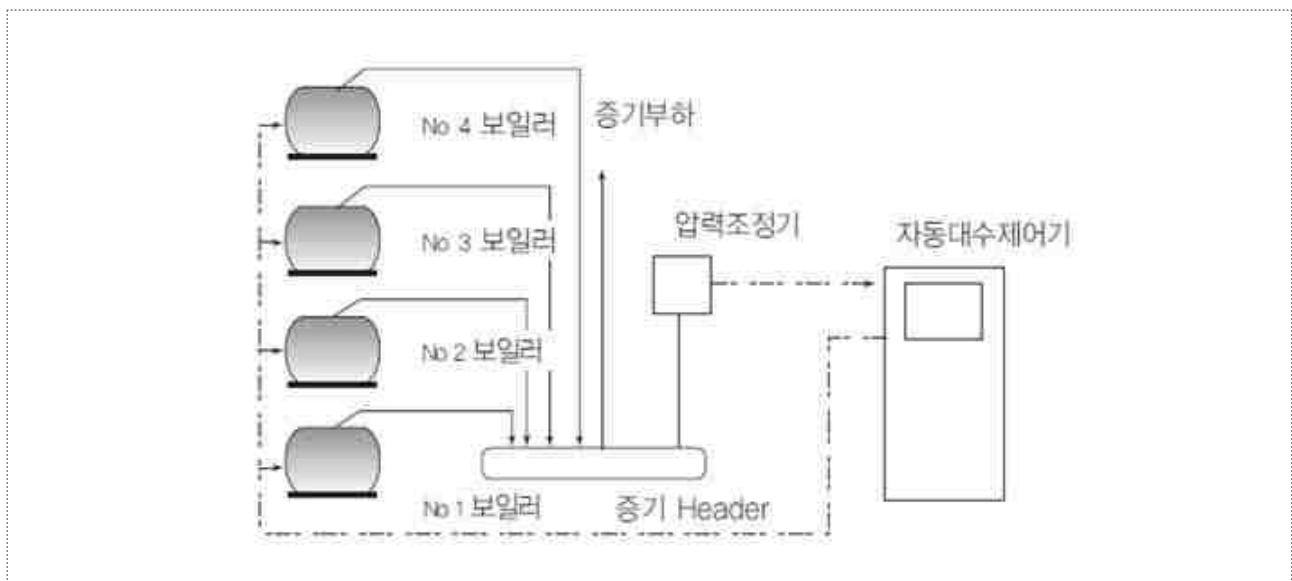 No 4 보일러
증기부하
No 3 보일러
압력조정기
자동대수제어기
No 2 보일러
No 1 보일러
증기 Header